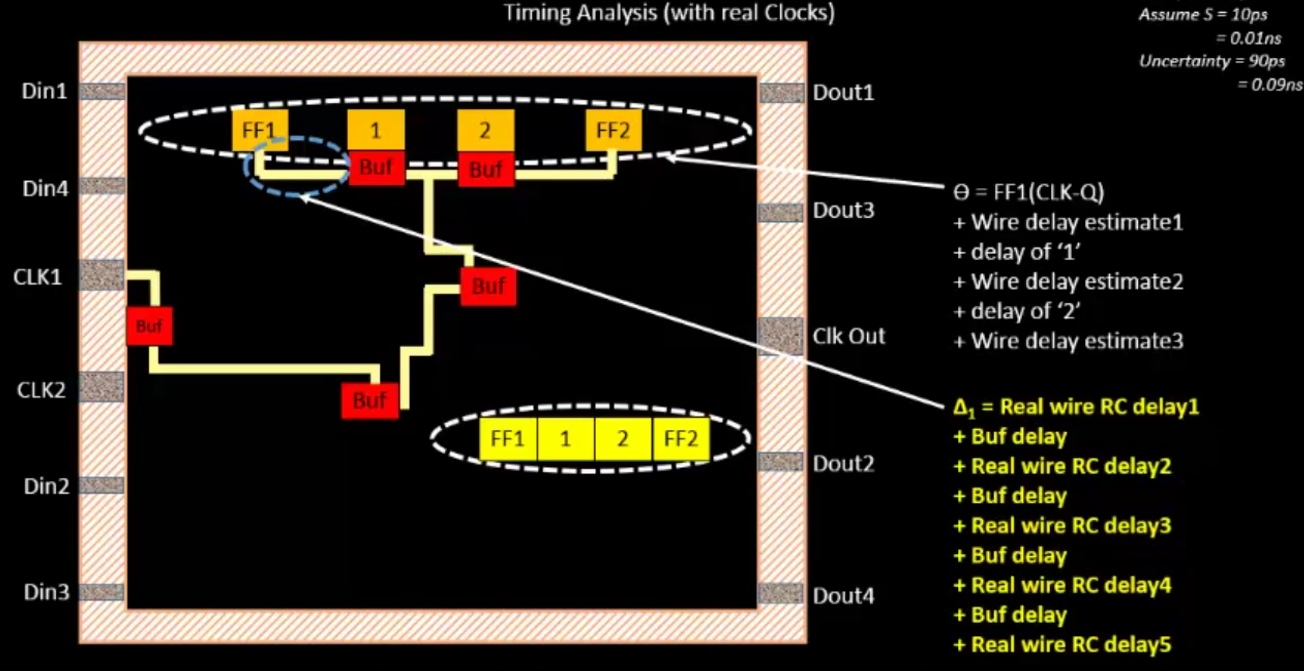 Timing Analysis (with real Clocks)
Assume S = 10ps
= 0.01ns
Uncertainty = 90ps
= 0.09ns
Din1
Din4
CLK1
CLK2
Din2
Din3
FF1
1
2
FF2
Buf
Buf
Buf
Buf
Buf
FF1
1
2
FF2
Dout1
Dout3
Clk Out
Dout2
Dout4
Ɵ = FF1(CLK-Q)
+ Wire delay estimate1
+ delay of ‘1’
+ Wire delay estimate2
+ delay of ‘2’
+ Wire delay estimate3
Δ1 = Real wire RC delay1
+ Buf delay
+ Real wire RC delay2
+ Buf delay
+ Real wire RC delay3
+ Buf delay
+ Real wire RC delay4
+ Buf delay
+ Real wire RC delay5